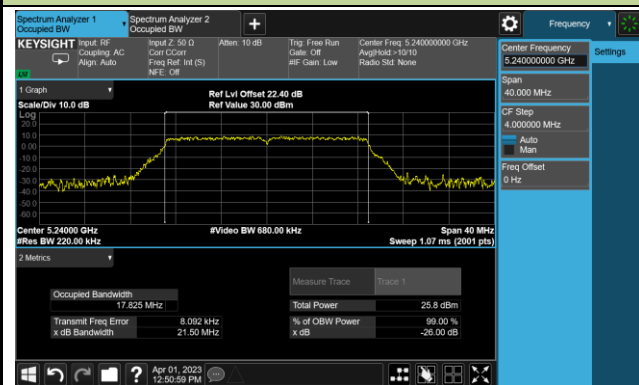 Spectrum Analyzer 1
Occupied BW
Spectrum Analyzer 2
Occupied BW
+
Frequency
KEYSIGHT
Input: RF
Coupling: AC
Align: Auto
Input Z: 50 Ω
Corr CCorr
Freq Ref: Int (S)
NFE: Off
Atten: 10 dB
Trig: Free Run
Gate: Off
#IF Gain: Low
Center Freq: 5.240000000 GHz
Avg|Hold:>10/10
Radio Std: None
Center Frequency
5.240000000 GHz
Settings
Span
40.000 MHz
CF Step
4.000000 MHz
Auto
Man
Freq Offset
0 Hz
1 Graph
Scale/Div 10.0 dB
Ref Lvl Offset 22.40 dB
Ref Value 30.00 dBm
Log
20.0
10.0
0.00
-10.0
-20.0
-30.0
-40.0
-50.0
-60.0
Center 5.24000 GHz
#Res BW 220.00 kHz
#Video BW 680.00 kHz
Span 40 MHz
Sweep 1.07 ms (2001 pts)
2 Metrics
Measure Trace
Trace 1
Occupied Bandwidth
17.825 MHz
Total Power
25.8 dBm
Transmit Freq Error
8.092 kHz
% of OBW Power
99.00 %
x dB Bandwidth
21.50 MHz
x dB
-26.00 dB
?
Apr 01, 2023
12:50:59 PM